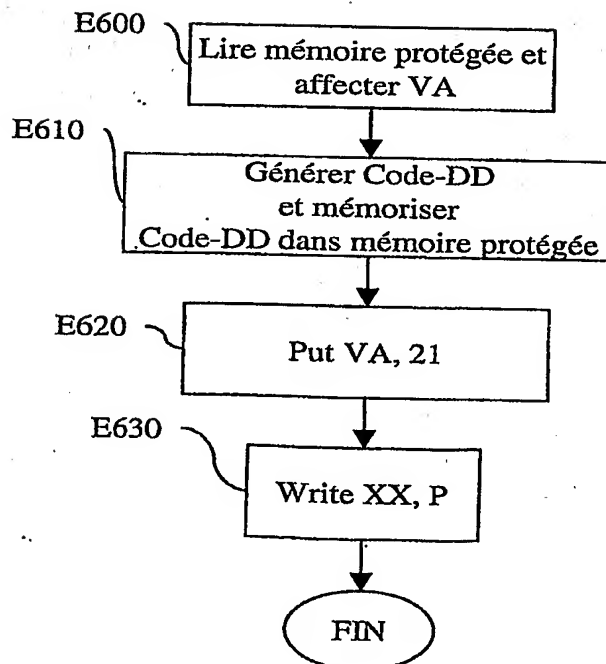 E600
Lire mémoire protégée et
affecter VA
E610
Générer Code-DD
et mémoriser
Code-DD dans mémoire protégée
E620
Put VA, 21
E630
Write XX, P
FIN